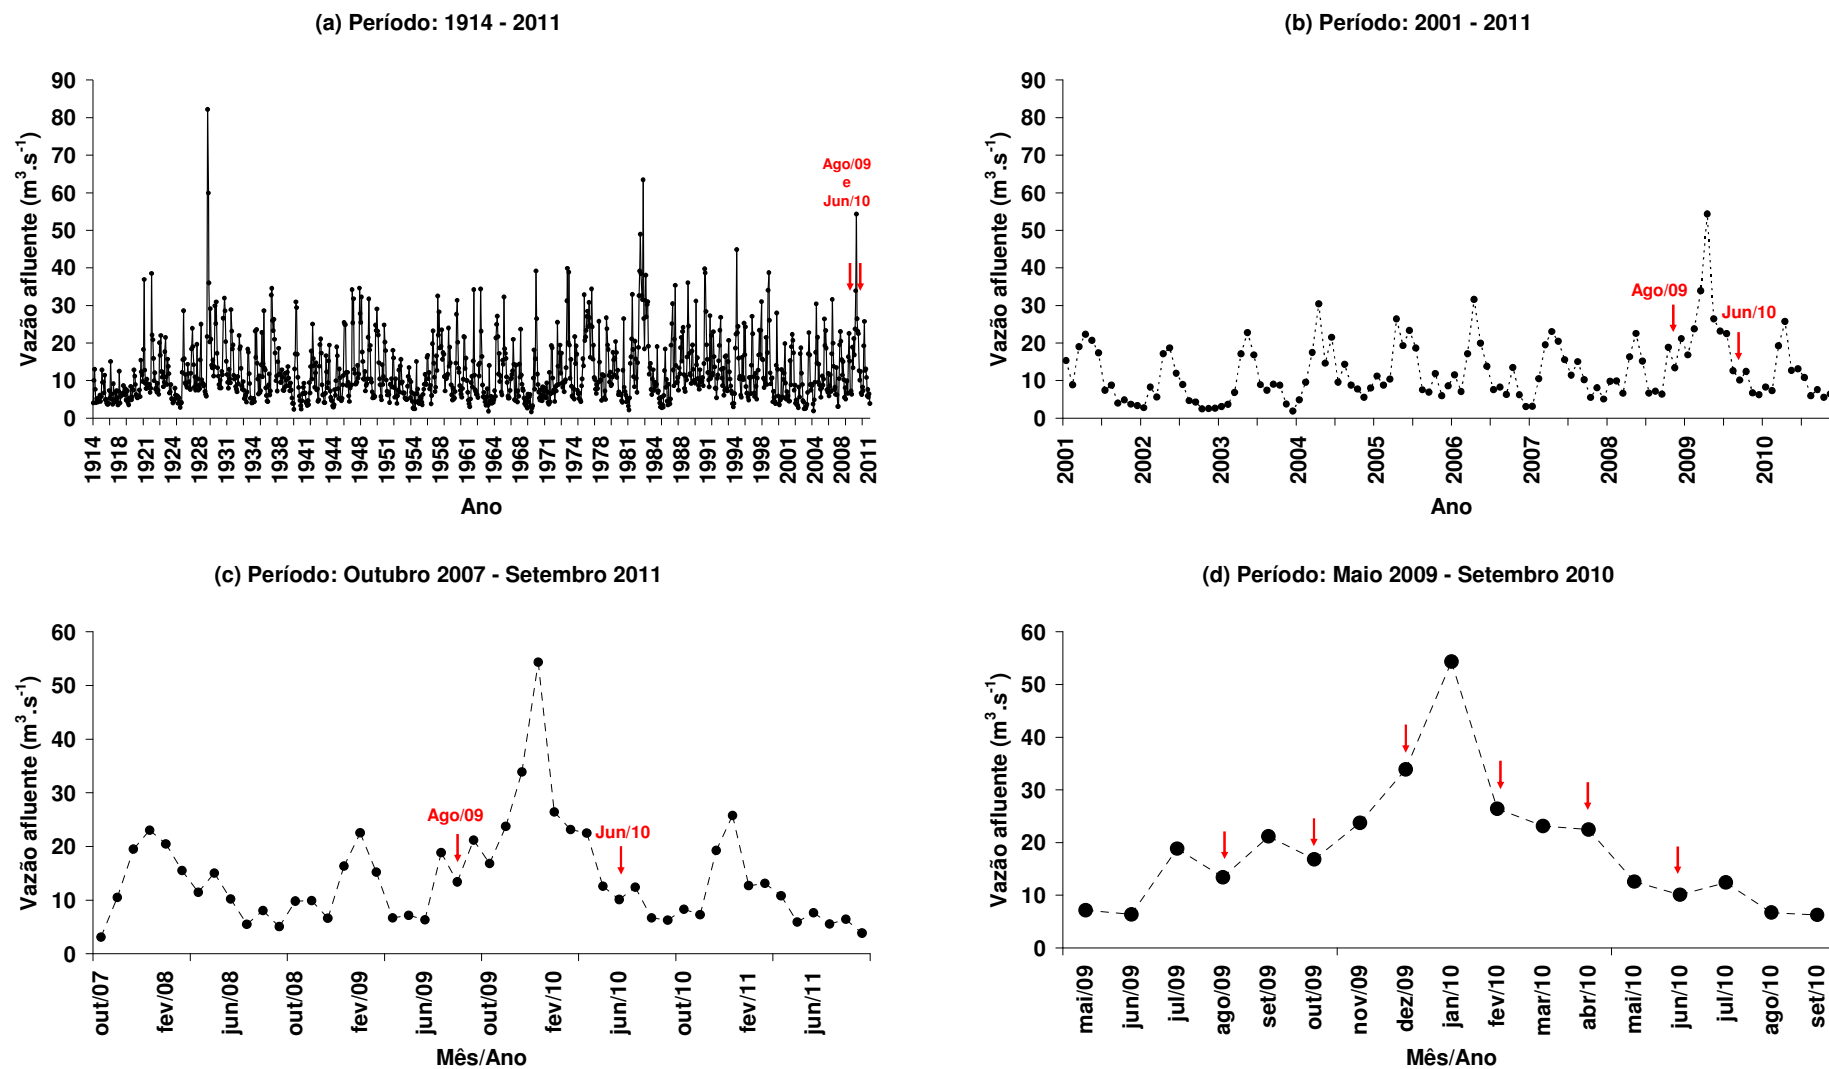 (a) Período: 1914 - 2011
Vazão afluente (m³.s⁻¹)
90
80
70
60
50
40
30
20
10
0
Ago/09
e
Jun/10
1914
1918
1921
1924
1928
1931
1934
1938
1941
1944
1948
1951
1954
1958
1961
1964
1968
1971
1974
1978
1981
1984
1988
1991
1994
1998
2001
2004
2008
2011
Ano
(b) Período: 2001 - 2011
Vazão afluente (m³.s⁻¹)
90
80
70
60
50
40
30
20
10
0
Ago/09
Jun/10
2001
2002
2003
2004
2005
2006
2007
2008
2009
2010
Ano
(c) Período: Outubro 2007 - Setembro 2011
Vazão afluente (m³.s⁻¹)
60
50
40
30
20
10
0
Ago/09
Jun/10
out/07
fev/08
jun/08
out/08
fev/09
jun/09
out/09
fev/10
jun/10
out/10
fev/11
jun/11
Mês/Ano
(d) Período: Maio 2009 - Setembro 2010
Vazão afluente (m³.s⁻¹)
60
50
40
30
20
10
0
mai/09
jun/09
jul/09
ago/09
set/09
out/09
nov/09
dez/09
jan/10
fev/10
mar/10
abr/10
mai/10
jun/10
jul/10
ago/10
set/10
Mês/Ano